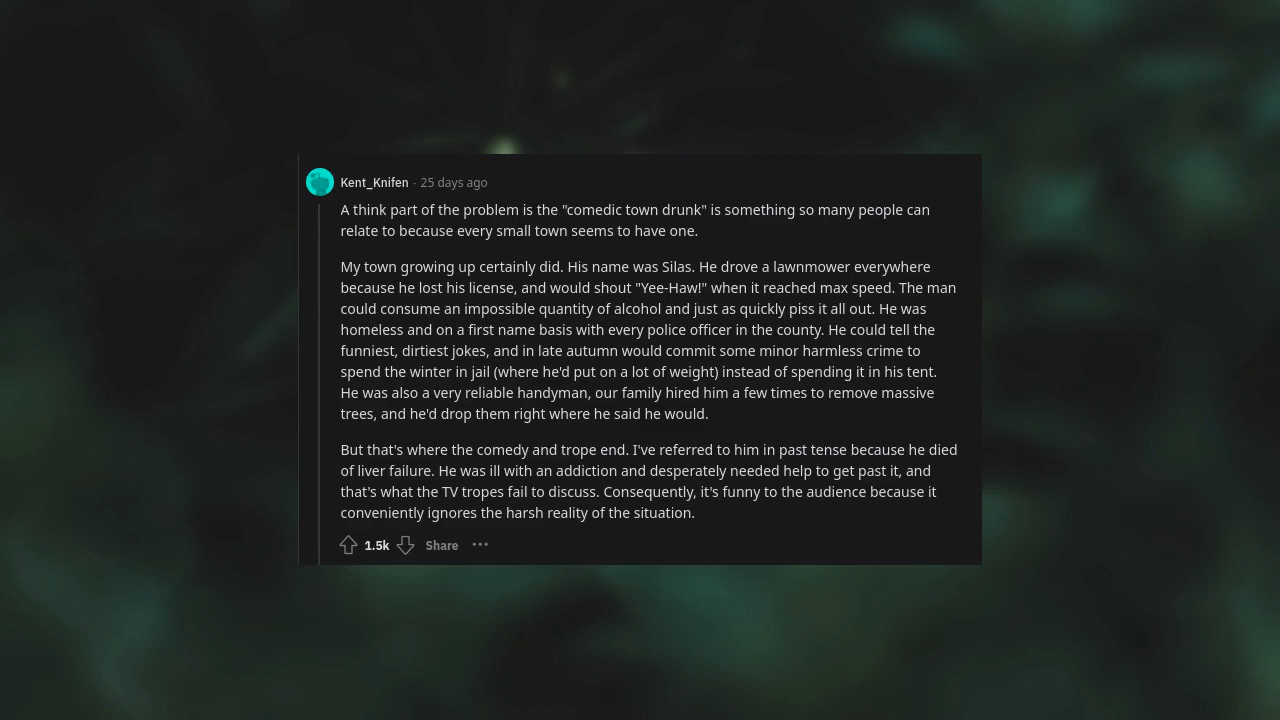 Kent_Knifen · 25 days ago
A think part of the problem is the "comedic town drunk" is something so many people can
relate to because every small town seems to have one.
My town growing up certainly did. His name was Silas. He drove a lawnmower everywhere
because he lost his license, and would shout "Yee-Haw!" when it reached max speed. The man
could consume an impossible quantity of alcohol and just as quickly piss it all out. He was
homeless and on a first name basis with every police officer in the county. He could tell the
funniest, dirtiest jokes, and in late autumn would commit some minor harmless crime to
spend the winter in jail (where he'd put on a lot of weight) instead of spending it in his tent.
He was also a very reliable handyman, our family hired him a few times to remove massive
trees, and he'd drop them right where he said he would.
But that's where the comedy and trope end. I've referred to him in past tense because he died
of liver failure. He was ill with an addiction and desperately needed help to get past it, and
that's what the TV tropes fail to discuss. Consequently, it's funny to the audience because it
conveniently ignores the harsh reality of the situation.
1.5k Share ···